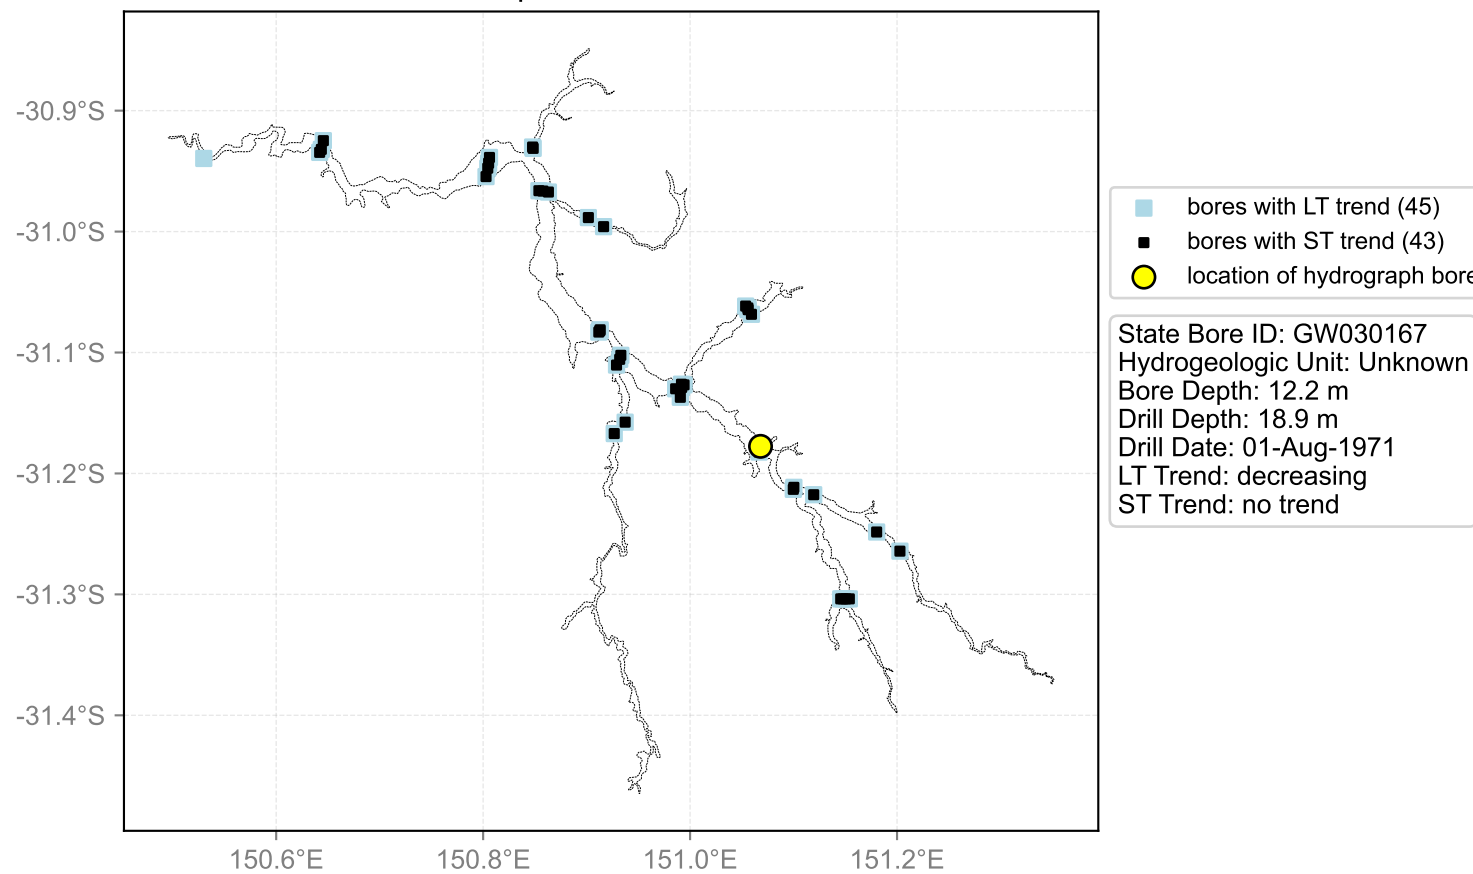 -30.9°S
-31.0°S
-31.1°S
-31.2°S
-31.3°S
-31.4°S
150.6°E
150.8°E
151.0°E
151.2°E
bores with LT trend (45)
bores with ST trend (43)
location of hydrograph bore
State Bore ID: GW030167
Hydrogeologic Unit: Unknown
Bore Depth: 12.2 m
Drill Depth: 18.9 m
Drill Date: 01-Aug-1971
LT Trend: decreasing
ST Trend: no trend